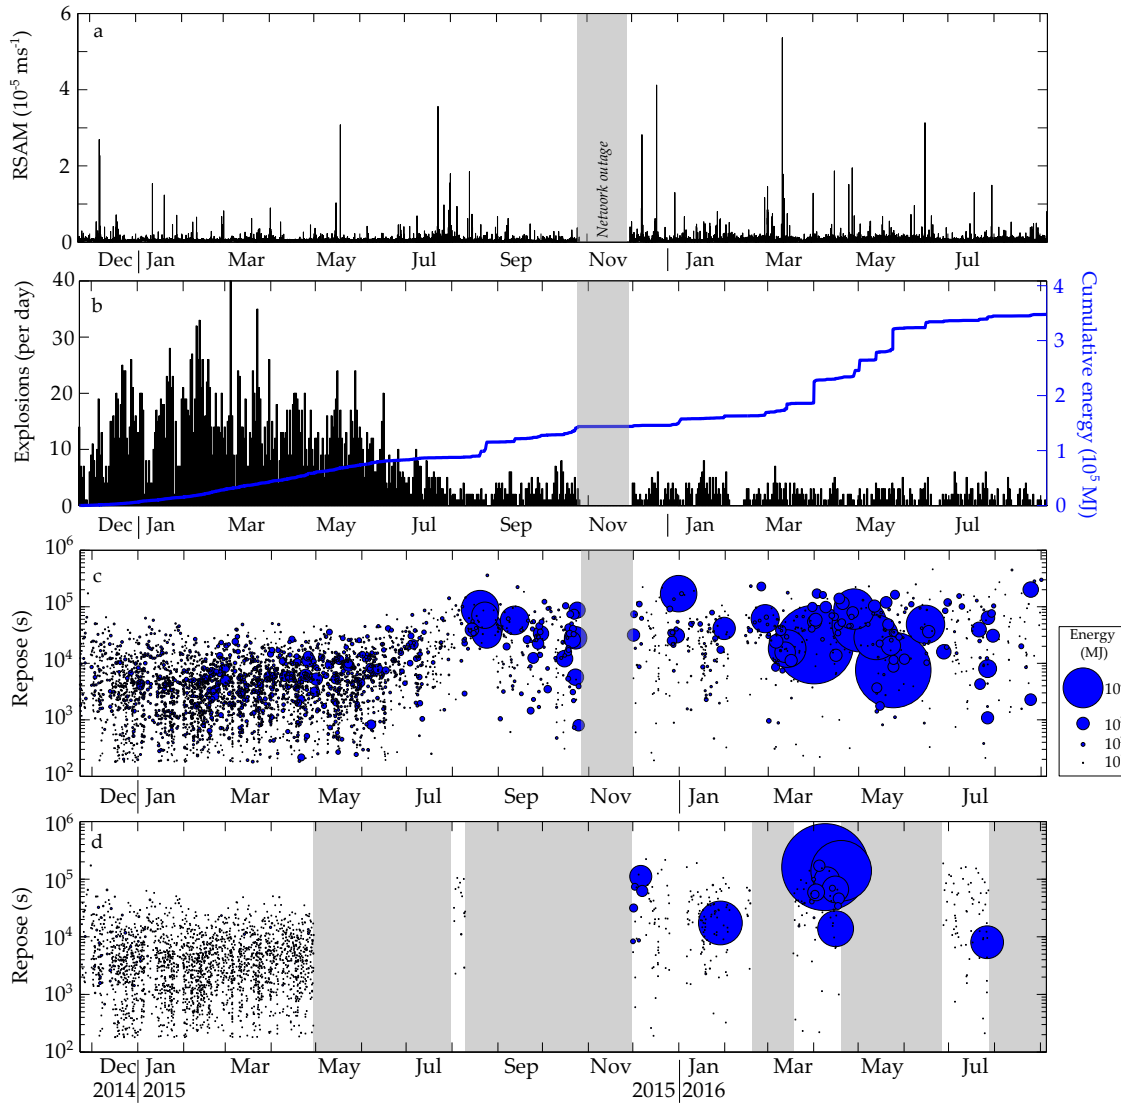 a
6
4
2
0
RSAM (10⁻⁵ ms⁻¹)
Network outage
Dec | Jan Mar May Jul Sep Nov | Jan Mar May Jul
b
40
30
20
10
0
Explosions (per day)
4
3
2
1
0
Cumulative energy (10⁵ MJ)
Dec | Jan Mar May Jul Sep Nov | Jan Mar May Jul
c
10⁶
10⁵
10⁴
10³
10²
Repose (s)
Energy
(MJ)
10
10
10
10
Dec | Jan Mar May Jul Sep Nov | Jan Mar May Jul
d
10⁶
10⁵
10⁴
10³
10²
Repose (s)
Dec | Jan Mar May Jul Sep Nov | Jan Mar May Jul
2014 | 2015 2015 | 2016